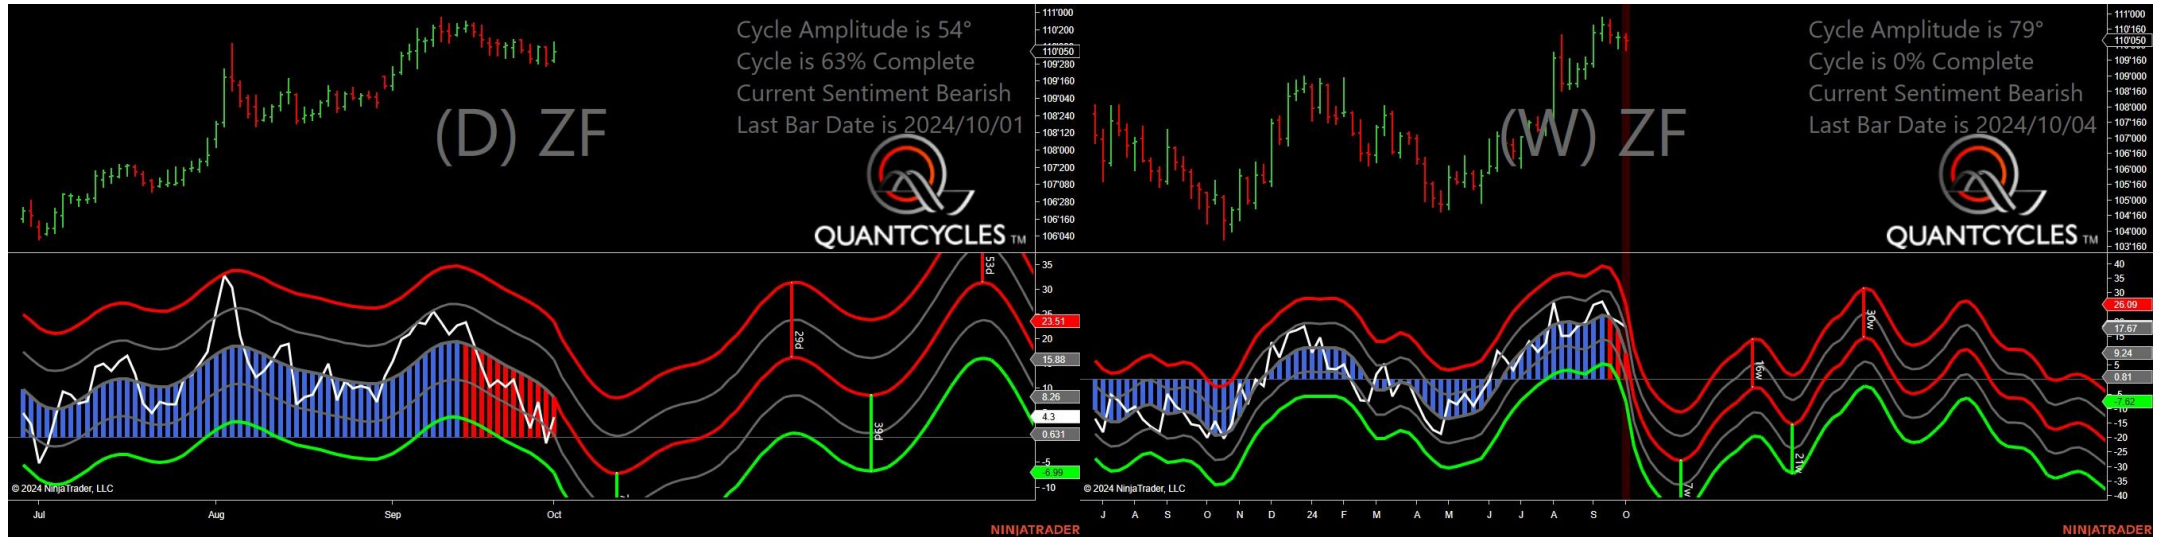 Cycle Amplitude is 54°
Cycle is 63% Complete
Current Sentiment Bearish
Last Bar Date is 2024/10/01
(D) ZF
QUANTCYCLES TM
111'000
110'200
110'050
109'280
109'160
109'040
108'240
108'120
108'000
107'200
107'080
106'280
106'160
106'040
53d
29d
39d
35
30
23.51
20
15.88
10
8.26
4.3
0.631
-5
-6.99
-10
© 2024 NinjaTrader, LLC
Jul Aug Sep Oct
NINJATRADER
Cycle Amplitude is 79°
Cycle is 0% Complete
Current Sentiment Bearish
Last Bar Date is 2024/10/04
(W) ZF
QUANTCYCLES TM
111'000
110'160
110'050
109'160
109'000
108'160
108'000
107'160
107'000
106'160
106'000
105'160
105'000
104'160
104'000
103'160
16w
30w
21w
7w
40
35
30
26.09
17.67
15
9.24
5
0.81
-7.62
-10
-15
-20
-25
-30
-35
-40
© 2024 NinjaTrader, LLC
J A S O N D 24 F M A M J J A S O
NINJATRADER